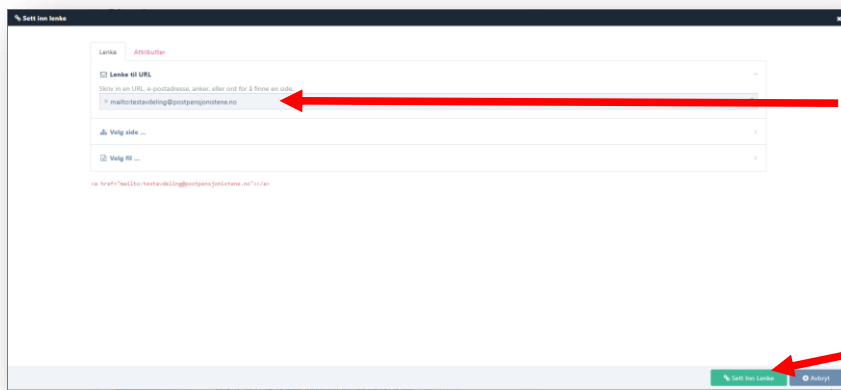 Sett inn lenke
Lenke Attributter
Lenke til URL
Skriv in en URL, e-postadresse, anker, eller ord for å finne en side.
× mailto:testavdeling@postpensjonistene.no
Velg side ...
Velg fil ...
<a href="mailto:testavdeling@postpensjonistene.no"></a>
Sett Inn Lenke Avbryt